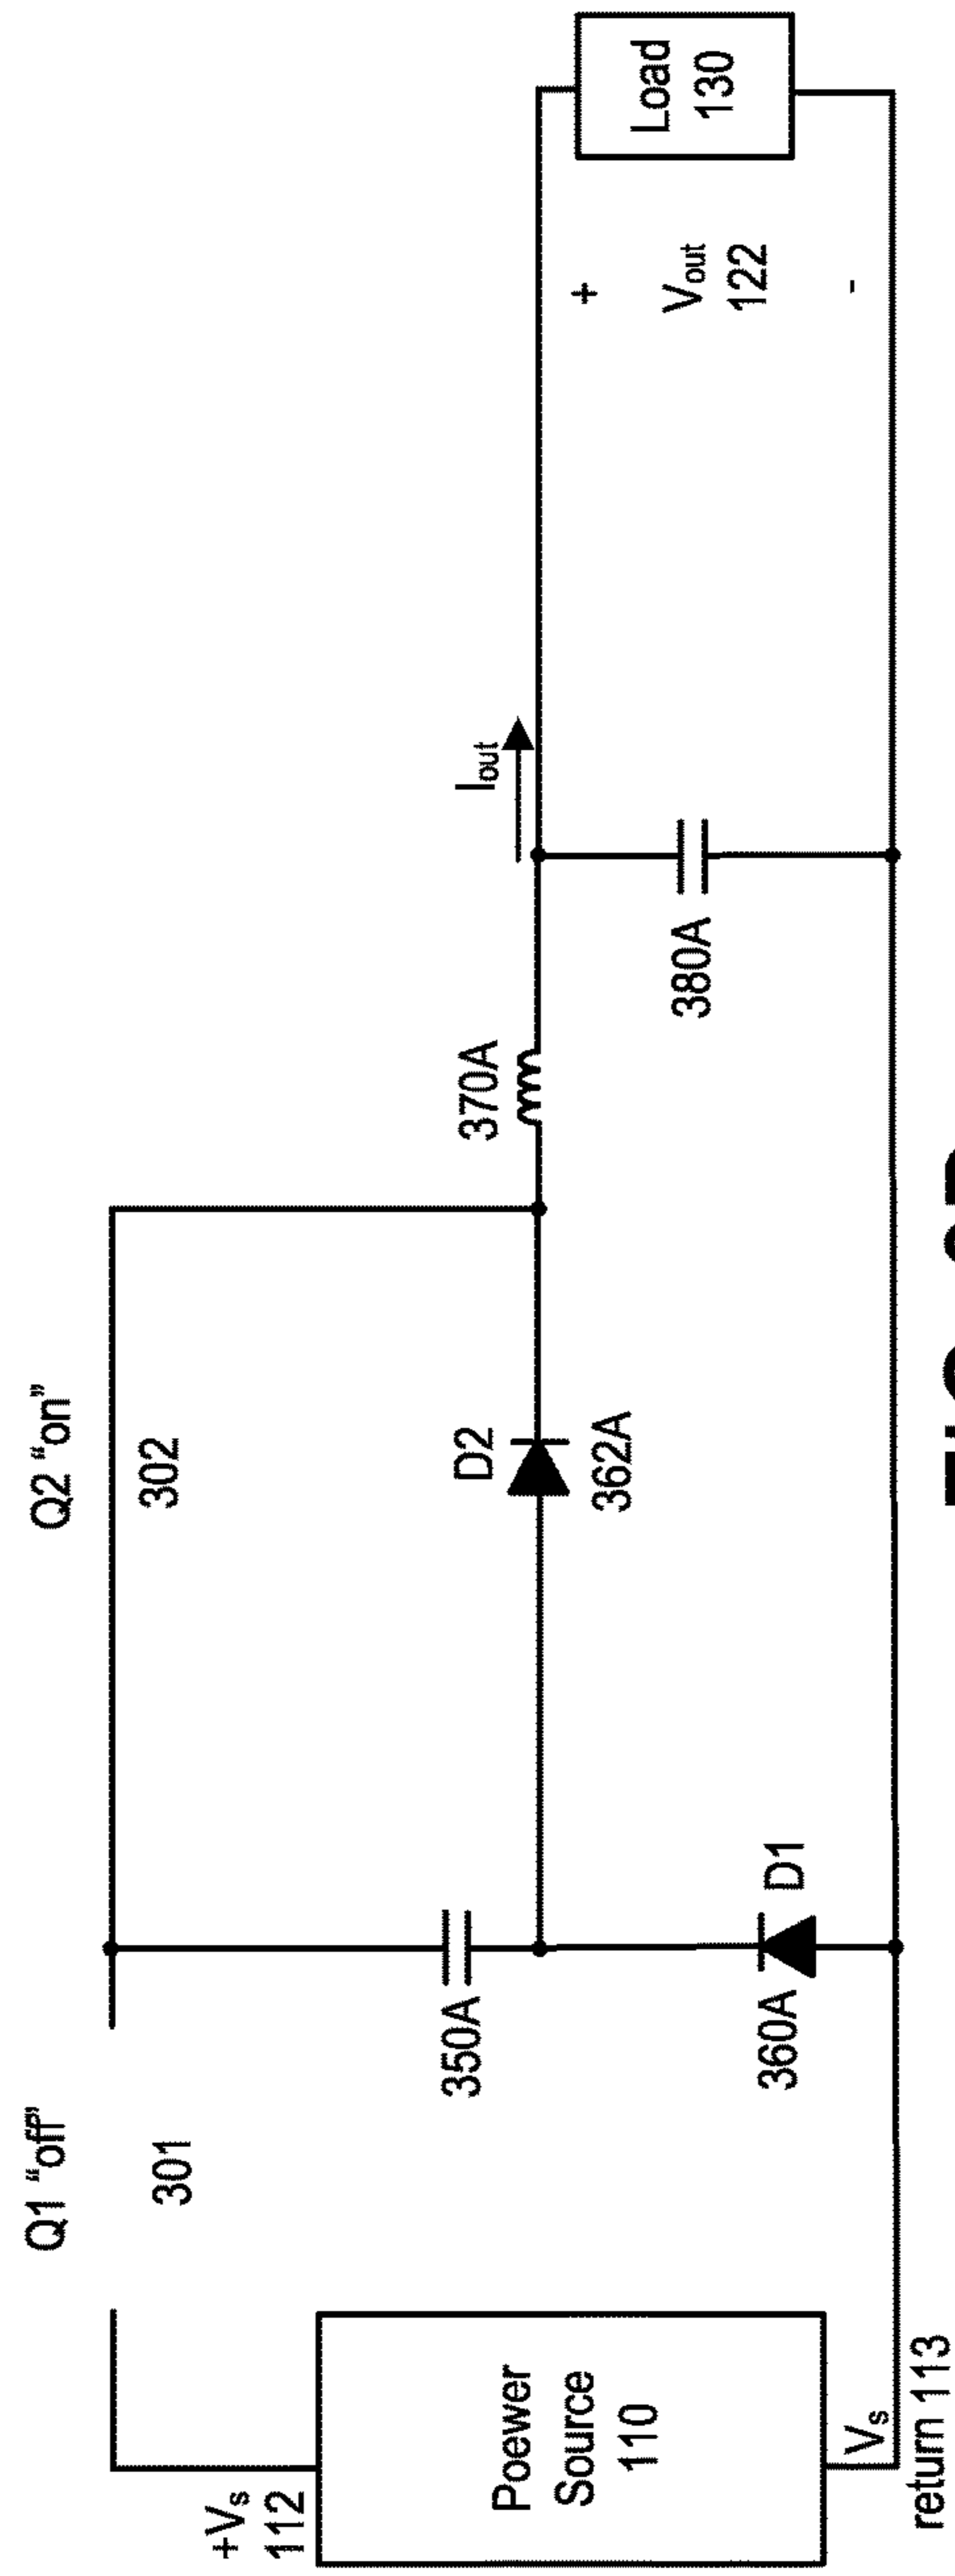 Q1 “off”
301
Q2 “on”
302
+Vs
112
Poewer
Source
110
Vs
return 113
350A
360A
D1
D2
362A
370A
380A
Iout
+
Vout
122
-
Load
130